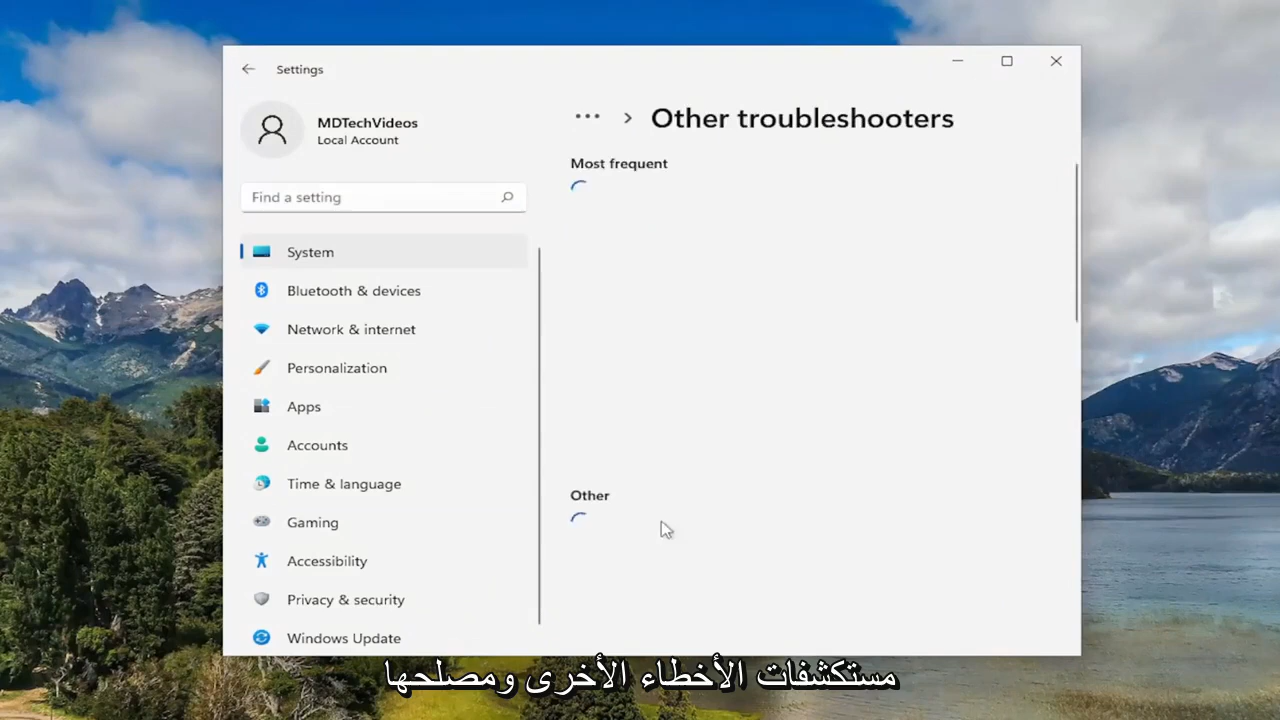 Settings
MDTechVideos
Local Account
Find a setting
System
Bluetooth & devices
Network & internet
Personalization
Apps
Accounts
Time & language
Gaming
Accessibility
Privacy & security
Windows Update
... > Other troubleshooters
Most frequent
Other
مستكشفات الأخطاء الأخرى ومصلحها